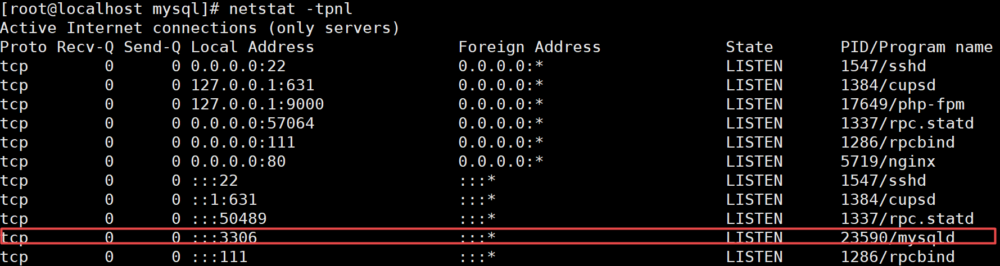 [root@localhost mysql]# netstat -tpnl
Active Internet connections (only servers)
Proto Recv-Q Send-Q Local Address               Foreign Address             State       PID/Program name
tcp        0      0 0.0.0.0:22                  0.0.0.0:*                   LISTEN      1547/sshd
tcp        0      0 127.0.0.1:631               0.0.0.0:*                   LISTEN      1384/cupsd
tcp        0      0 127.0.0.1:9000              0.0.0.0:*                   LISTEN      17649/php-fpm
tcp        0      0 0.0.0.0:57064               0.0.0.0:*                   LISTEN      1337/rpc.statd
tcp        0      0 0.0.0.0:111                 0.0.0.0:*                   LISTEN      1286/rpcbind
tcp        0      0 0.0.0.0:80                  0.0.0.0:*                   LISTEN      5719/nginx
tcp        0      0 :::22                       :::*                        LISTEN      1547/sshd
tcp        0      0 ::1:631                     :::*                        LISTEN      1384/cupsd
tcp        0      0 :::50489                    :::*                        LISTEN      1337/rpc.statd
tcp        0      0 :::3306                     :::*                        LISTEN      23590/mysqld
tcp        0      0 :::111                      :::*                        LISTEN      1286/rpcbind